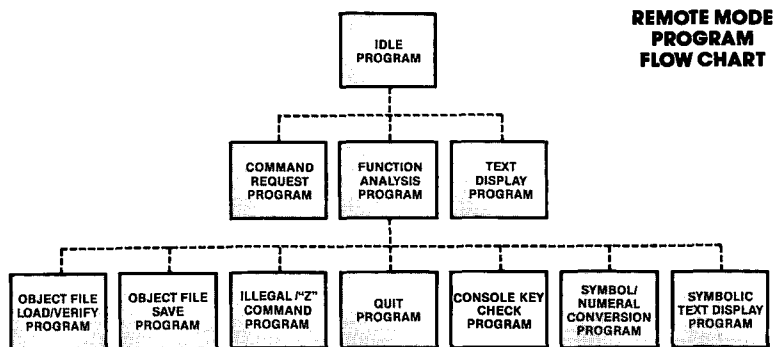 REMOTE MODE
PROGRAM
FLOW CHART
IDLE
PROGRAM
COMMAND
REQUEST
PROGRAM
FUNCTION
ANALYSIS
PROGRAM
TEXT
DISPLAY
PROGRAM
OBJECT FILE
LOAD/VERIFY
PROGRAM
OBJECT FILE
SAVE
PROGRAM
ILLEGAL/"Z"
COMMAND
PROGRAM
QUIT
PROGRAM
CONSOLE KEY
CHECK
PROGRAM
SYMBOL/
NUMERAL
CONVERSION
PROGRAM
SYMBOLIC
TEXT DISPLAY
PROGRAM